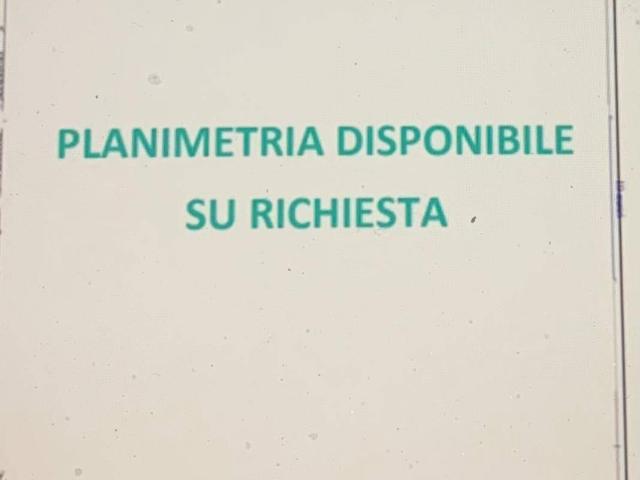 PLANIMETRIA DISPONIBILE
SU RICHIESTA